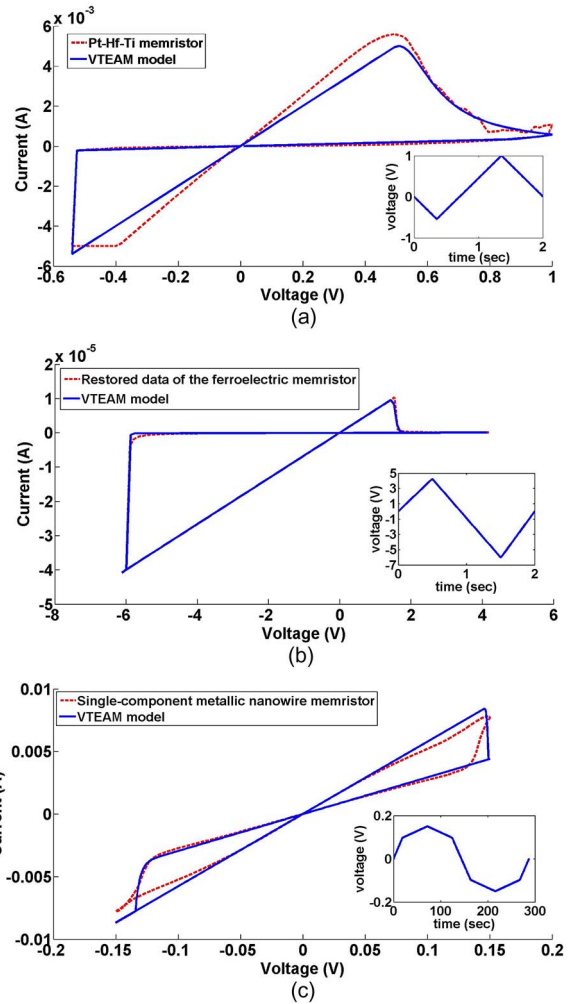 6 x 10⁻³
Pt-Hf-Ti memristor
VTEAM model
4
2
0
-2
-4
-6
Current (A)
-0.6 -0.4 -0.2 0 0.2 0.4 0.6 0.8 1
Voltage (V)
1
0
-1
voltage (V)
0 1 2
time (sec)
(a)
2 x 10⁻⁵
Restored data of the ferroelectric memristor
VTEAM model
1
0
-1
-2
-3
-4
-5
Current (A)
-6 -4 -2 0 2 4 6
Voltage (V)
5
3
1
-1
-3
-5
-7
voltage (V)
0 1 2
time (sec)
(b)
0.01
Single-component metallic nanowire memristor
VTEAM model
0.005
0
-0.005
-0.01
-0.2 -0.15 -0.1 -0.05 0 0.05 0.1 0.15 0.2
Voltage (V)
0.2
0
-0.2
voltage (V)
0 100 200 300
time (sec)
(c)